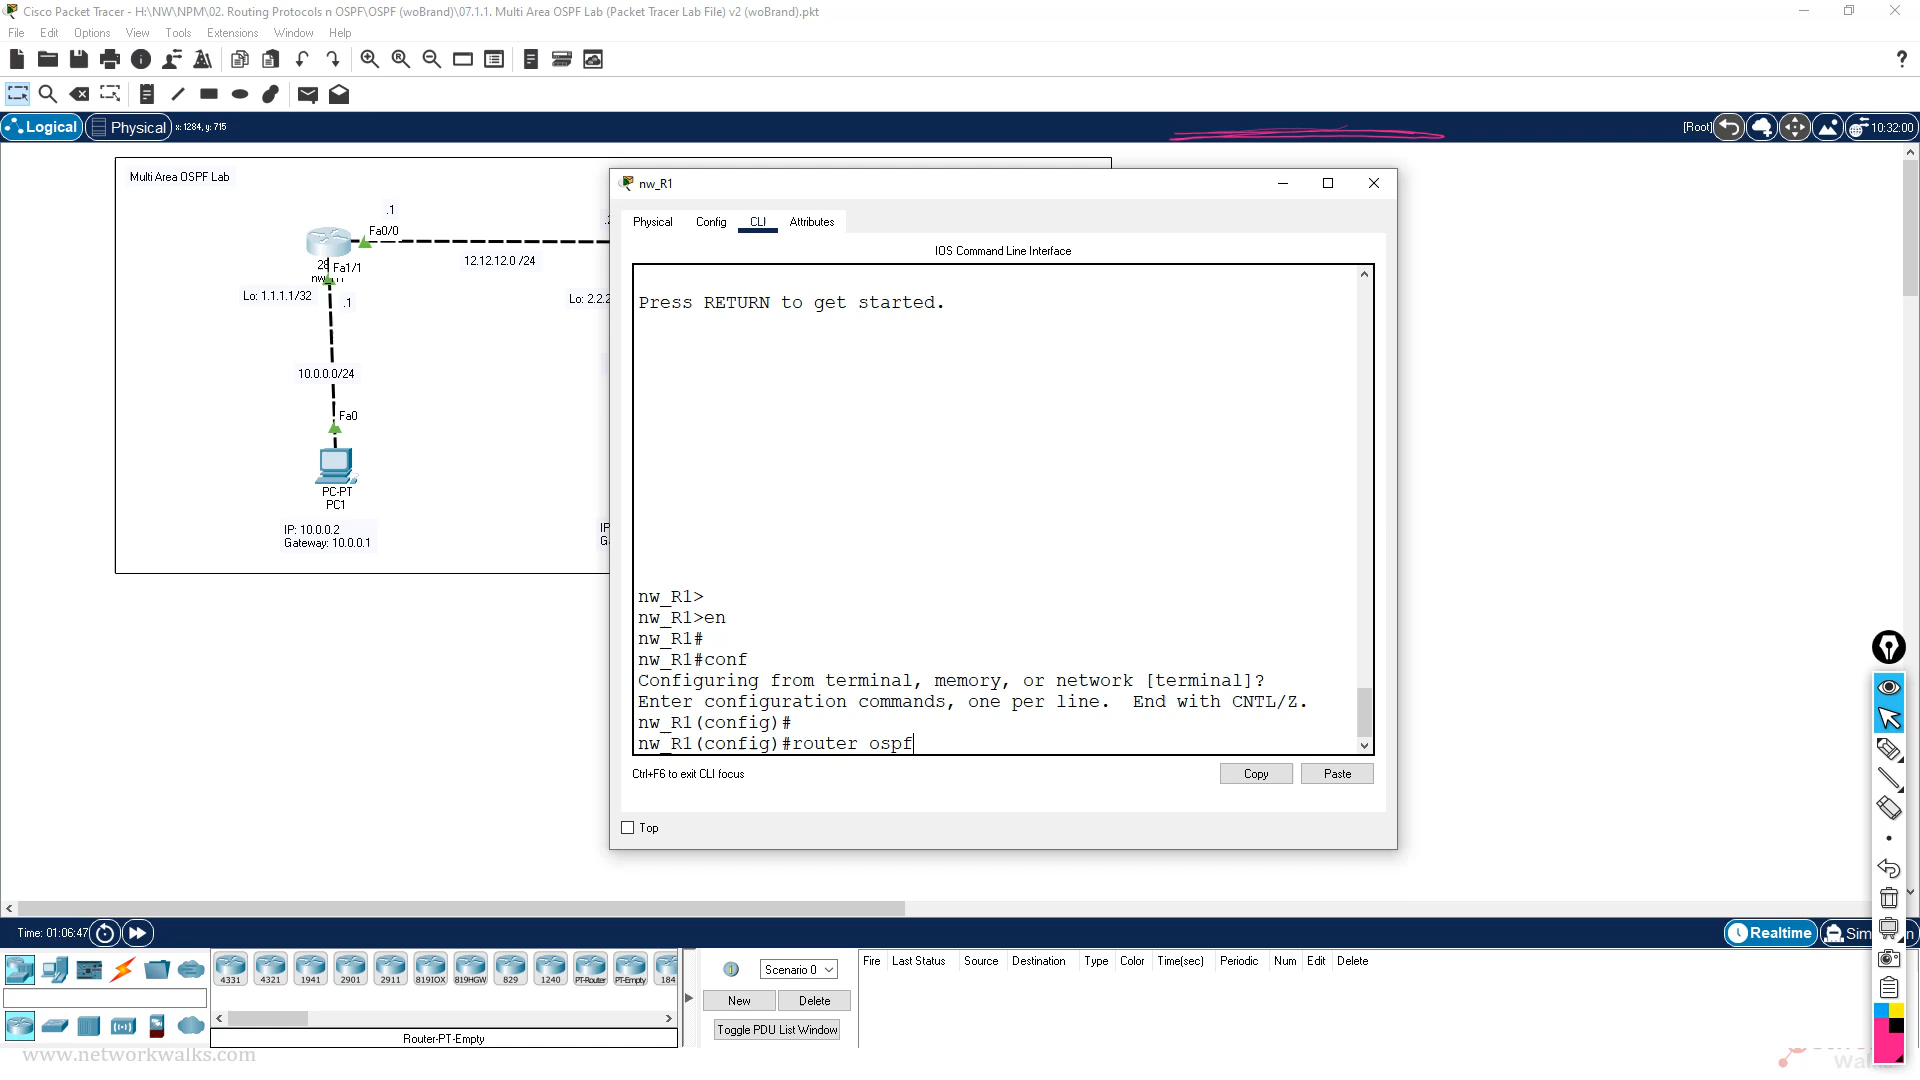 Cisco Packet Tracer - H:\NW\NPM\02. Routing Protocols n OSPF\OSPF (woBrand)\07.1.1. Multi Area OSPF Lab (Packet Tracer Lab File) v2 (woBrand).pkt
File Edit Options View Tools Extensions Window Help
Logical Physical x: 1284, y: 715 [Root] 10:32:00
Multi Area OSPF Lab
.1
Fa0/0
12.12.12.0 /24
Fa1/1
Lo: 1.1.1.1/32
.1
Lo: 2.2.2
10.0.0.0/24
Fa0
PC-PT
PC1
IP: 10.0.0.2
Gateway: 10.0.0.1
nw_R1
Physical Config CLI Attributes
IOS Command Line Interface
Press RETURN to get started.
nw_R1>
nw_R1>en
nw_R1#
nw_R1#conf
Configuring from terminal, memory, or network [terminal]?
Enter configuration commands, one per line.  End with CNTL/Z.
nw_R1(config)#
nw_R1(config)#router ospf
Ctrl+F6 to exit CLI focus
Copy Paste
Top
Time: 01:06:47
Realtime
4331 4321 1941 2901 2911 819IOX 819HGW 829 1240 PT-Router PT-Empty 184
Router-PT-Empty
Scenario 0
New Delete
Toggle PDU List Window
Fire Last Status Source Destination Type Color Time(sec) Periodic Num Edit Delete
www.networkwalks.com